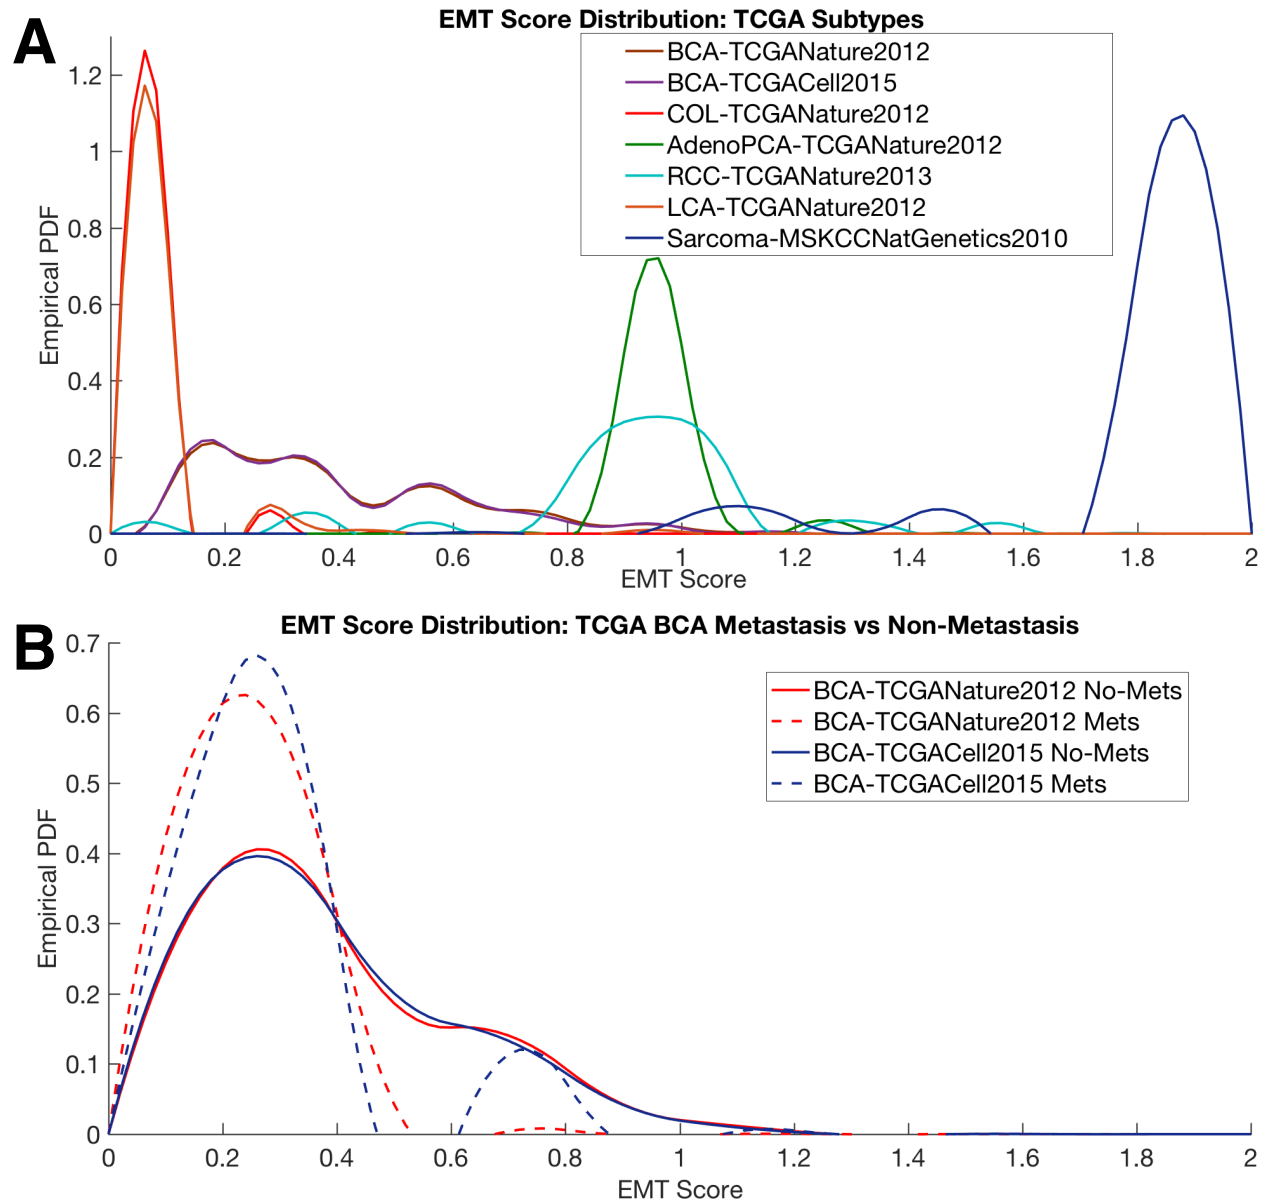 A
EMT Score Distribution: TCGA Subtypes
BCA-TCGANature2012
BCA-TCGACell2015
COL-TCGANature2012
AdenoPCA-TCGANature2012
RCC-TCGANature2013
LCA-TCGANature2012
Sarcoma-MSKCCNatGenetics2010
Empirical PDF
1.2
1
0.8
0.6
0.4
0.2
0
0 0.2 0.4 0.6 0.8 1 1.2 1.4 1.6 1.8 2
EMT Score
B
EMT Score Distribution: TCGA BCA Metastasis vs Non-Metastasis
BCA-TCGANature2012 No-Mets
BCA-TCGANature2012 Mets
BCA-TCGACell2015 No-Mets
BCA-TCGACell2015 Mets
Empirical PDF
0.7
0.6
0.5
0.4
0.3
0.2
0.1
0
0 0.2 0.4 0.6 0.8 1 1.2 1.4 1.6 1.8 2
EMT Score